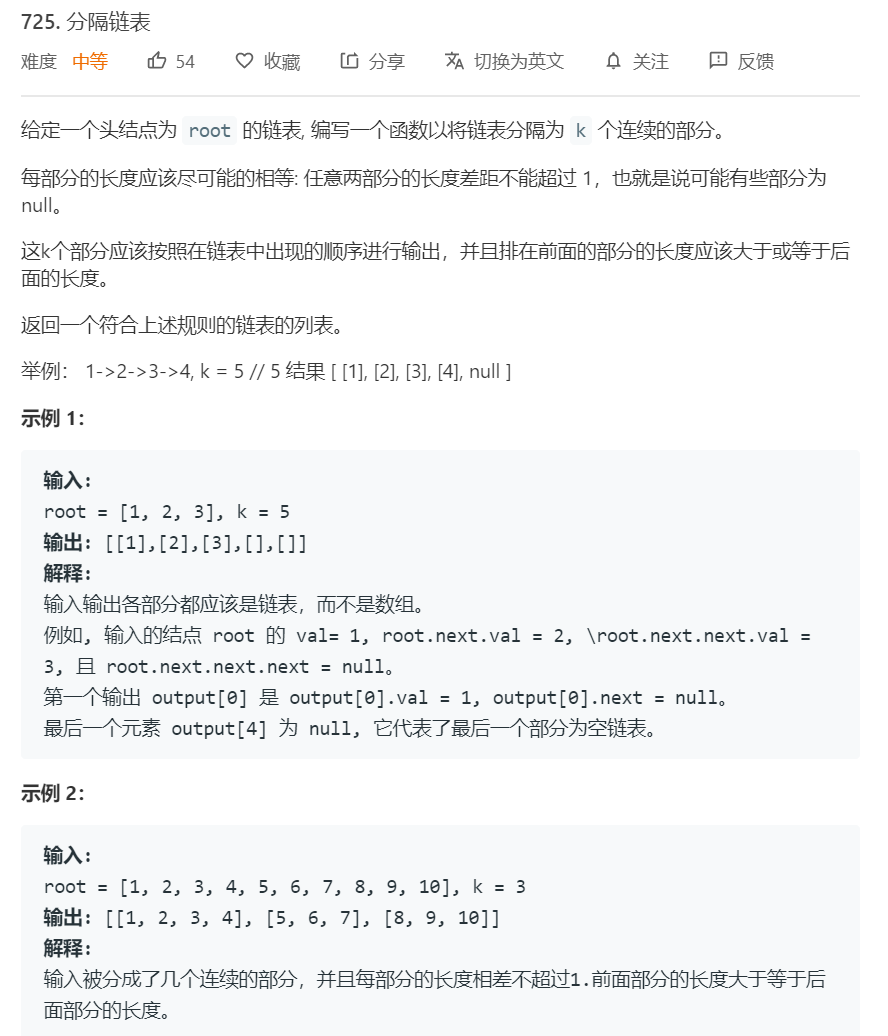 725. 分隔链表
难度 中等 54 收藏 分享 切换为英文 关注 反馈
给定一个头结点为 root 的链表, 编写一个函数以将链表分隔为 k 个连续的部分。
每部分的长度应该尽可能的相等: 任意两部分的长度差距不能超过 1，也就是说可能有些部分为
null。
这k个部分应该按照在链表中出现的顺序进行输出，并且排在前面的部分的长度应该大于或等于后
面的长度。
返回一个符合上述规则的链表的列表。
举例： 1->2->3->4, k = 5 // 5 结果 [ [1], [2], [3], [4], null ]
示例 1：
输入：
root = [1, 2, 3], k = 5
输出：[[1],[2],[3],[],[]]
解释：
输入输出各部分都应该是链表，而不是数组。
例如, 输入的结点 root 的 val= 1, root.next.val = 2, \root.next.next.val =
3, 且 root.next.next.next = null。
第一个输出 output[0] 是 output[0].val = 1, output[0].next = null。
最后一个元素 output[4] 为 null, 它代表了最后一个部分为空链表。
示例 2：
输入：
root = [1, 2, 3, 4, 5, 6, 7, 8, 9, 10], k = 3
输出：[[1, 2, 3, 4], [5, 6, 7], [8, 9, 10]]
解释：
输入被分成了几个连续的部分，并且每部分的长度相差不超过1.前面部分的长度大于等于后
面部分的长度。